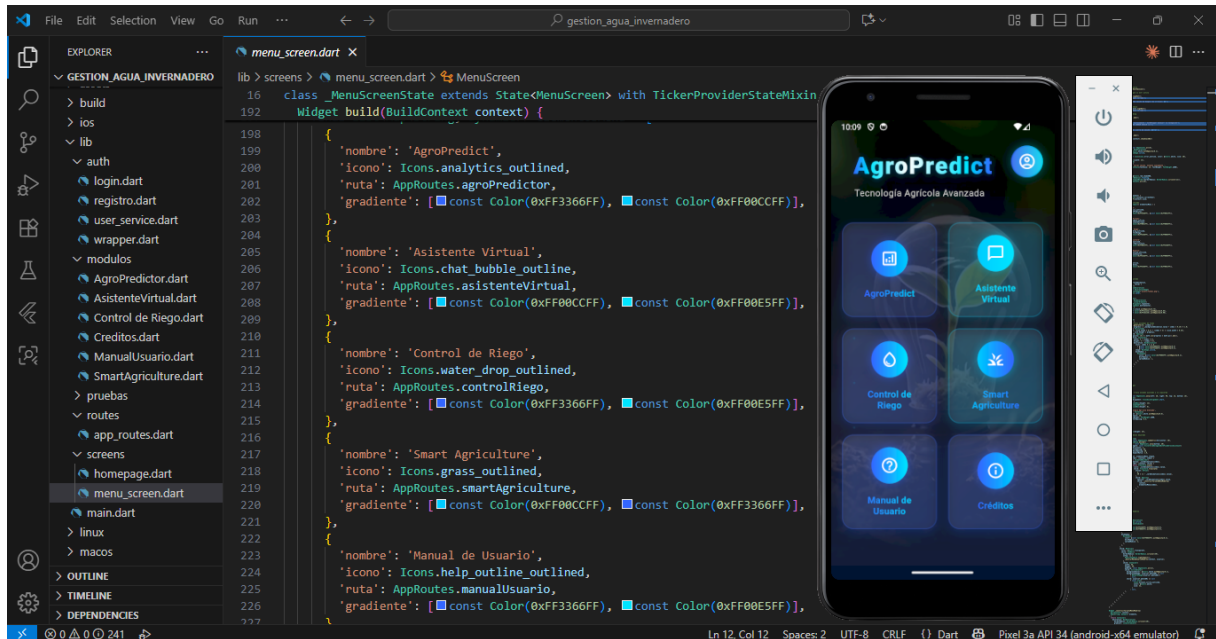 File Edit Selection View Go Run ··· gestion_agua_invernadero
EXPLORER ···
GESTION_AGUA_INVERNADERO
build
ios
lib
auth
login.dart
registro.dart
user_service.dart
wrapper.dart
modulos
AgroPredictor.dart
AsistenteVirtual.dart
Control de Riego.dart
Creditos.dart
ManualUsuario.dart
SmartAgriculture.dart
pruebas
routes
app_routes.dart
screens
homepage.dart
menu_screen.dart
main.dart
linux
macos
OUTLINE
TIMELINE
DEPENDENCIES
menu_screen.dart
lib > screens > menu_screen.dart > MenuScreen
16 class _MenuScreenState extends State<MenuScreen> with TickerProviderStateMixin
192 Widget build(BuildContext context) {
198 {
199 'nombre': 'AgroPredict',
200 'icono': Icons.analytics_outlined,
201 'ruta': AppRoutes.agroPredictor,
202 'gradiente': [const Color(0xFF3366FF), const Color(0xFF00CCFF)],
203 },
204 {
205 'nombre': 'Asistente Virtual',
206 'icono': Icons.chat_bubble_outline,
207 'ruta': AppRoutes.asistenteVirtual,
208 'gradiente': [const Color(0xFF00CCFF), const Color(0xFF00E5FF)],
209 },
210 {
211 'nombre': 'Control de Riego',
212 'icono': Icons.water_drop_outlined,
213 'ruta': AppRoutes.controlRiego,
214 'gradiente': [const Color(0xFF3366FF), const Color(0xFF00E5FF)],
215 },
216 {
217 'nombre': 'Smart Agriculture',
218 'icono': Icons.grass_outlined,
219 'ruta': AppRoutes.smartAgriculture,
220 'gradiente': [const Color(0xFF00CCFF), const Color(0xFF3366FF)],
221 },
222 {
223 'nombre': 'Manual de Usuario',
224 'icono': Icons.help_outline_outlined,
225 'ruta': AppRoutes.manualUsuario,
226 'gradiente': [const Color(0xFF3366FF), const Color(0xFF00E5FF)],
227 }
10:09
AgroPredict
Tecnología Agrícola Avanzada
AgroPredict
Asistente
Virtual
Control de
Riego
Smart
Agriculture
Manual de
Usuario
Créditos
0 0 241 Ln 12, Col 12 Spaces: 2 UTF-8 CRLF {} Dart Pixel 3a API 34 (android-x64 emulator)